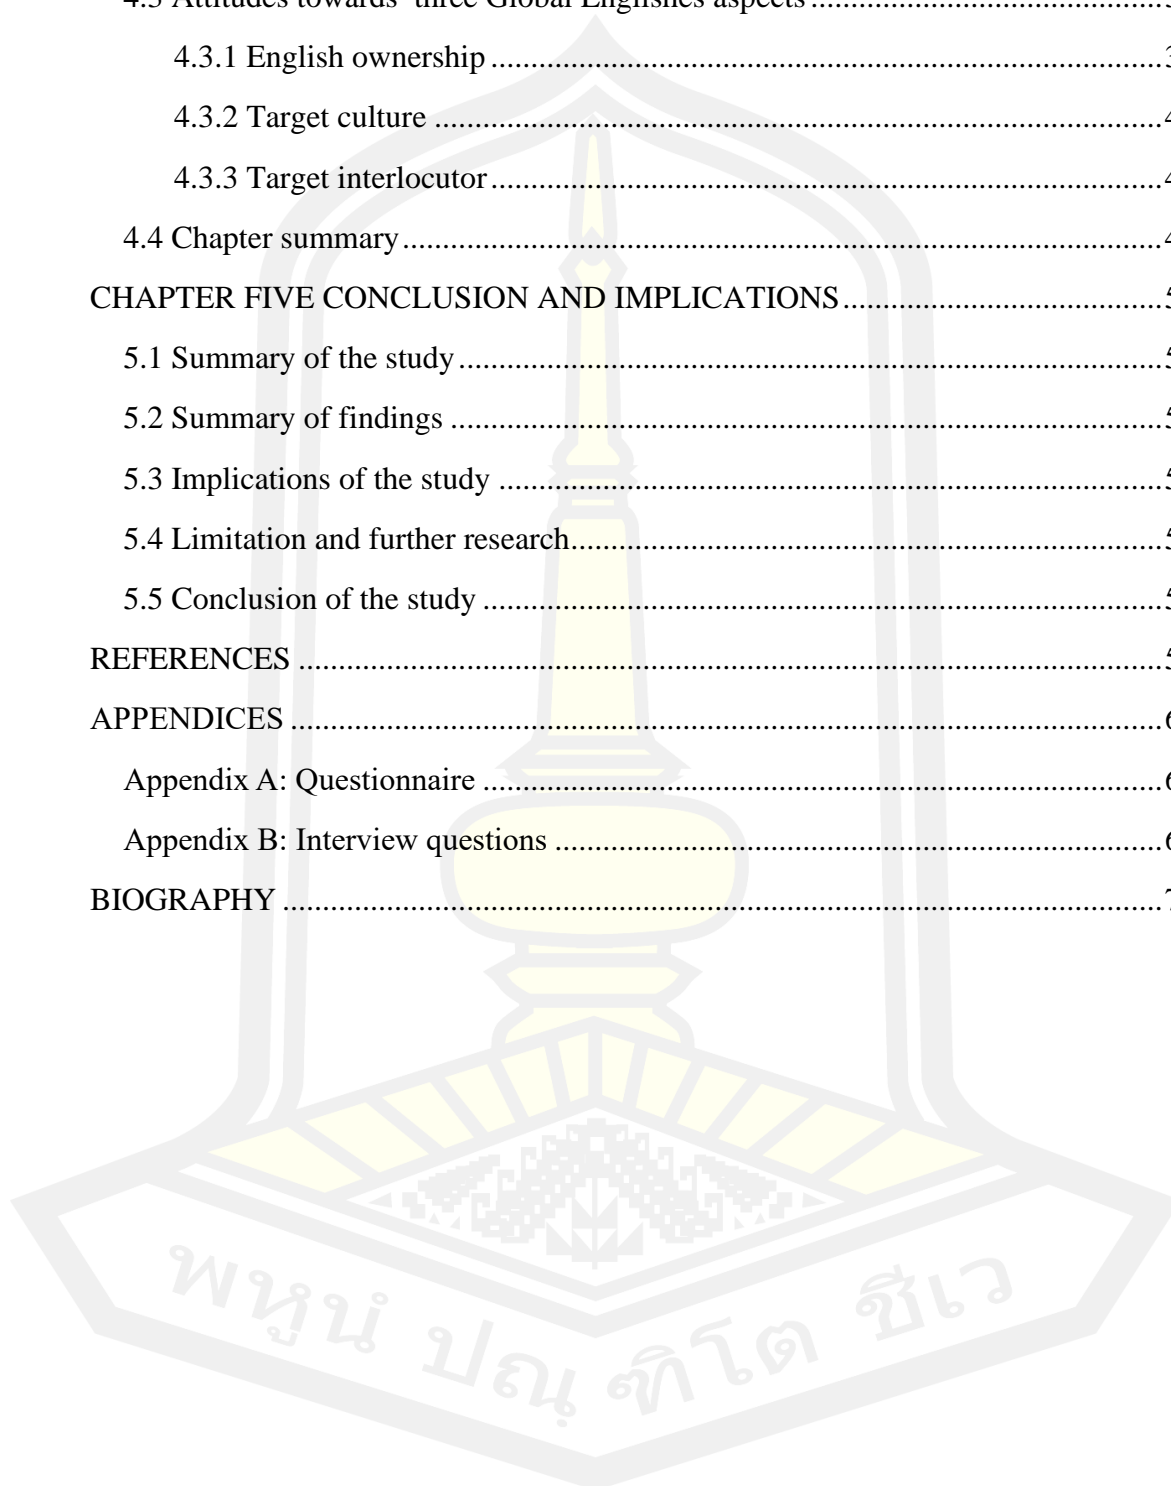 4.3 Attitudes towards three Global Englishes aspects
4.3.1 English ownership
4.3.2 Target culture
4.3.3 Target interlocutor
4.4 Chapter summary
CHAPTER FIVE CONCLUSION AND IMPLICATIONS
5.1 Summary of the study
5.2 Summary of findings
5.3 Implications of the study
5.4 Limitation and further research
5.5 Conclusion of the study
REFERENCES
APPENDICES
Appendix A: Questionnaire
Appendix B: Interview questions
BIOGRAPHY
พหูนํ ปณฺฑิโต ชีเว